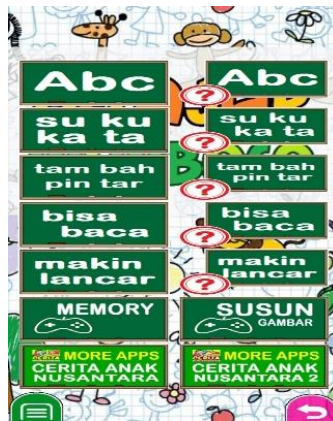 Abc
Abc
?
su ku
ka ta
su ku
ka ta
?
tam bah
pin tar
tam bah
pin tar
?
bisa
baca
bisa
baca
?
makin
lancar
makin
lancar
?
MEMORY
SUSUN
GAMBAR
MORE APPS
CERITA ANAK
NUSANTARA
MORE APPS
CERITA ANAK
NUSANTARA 2